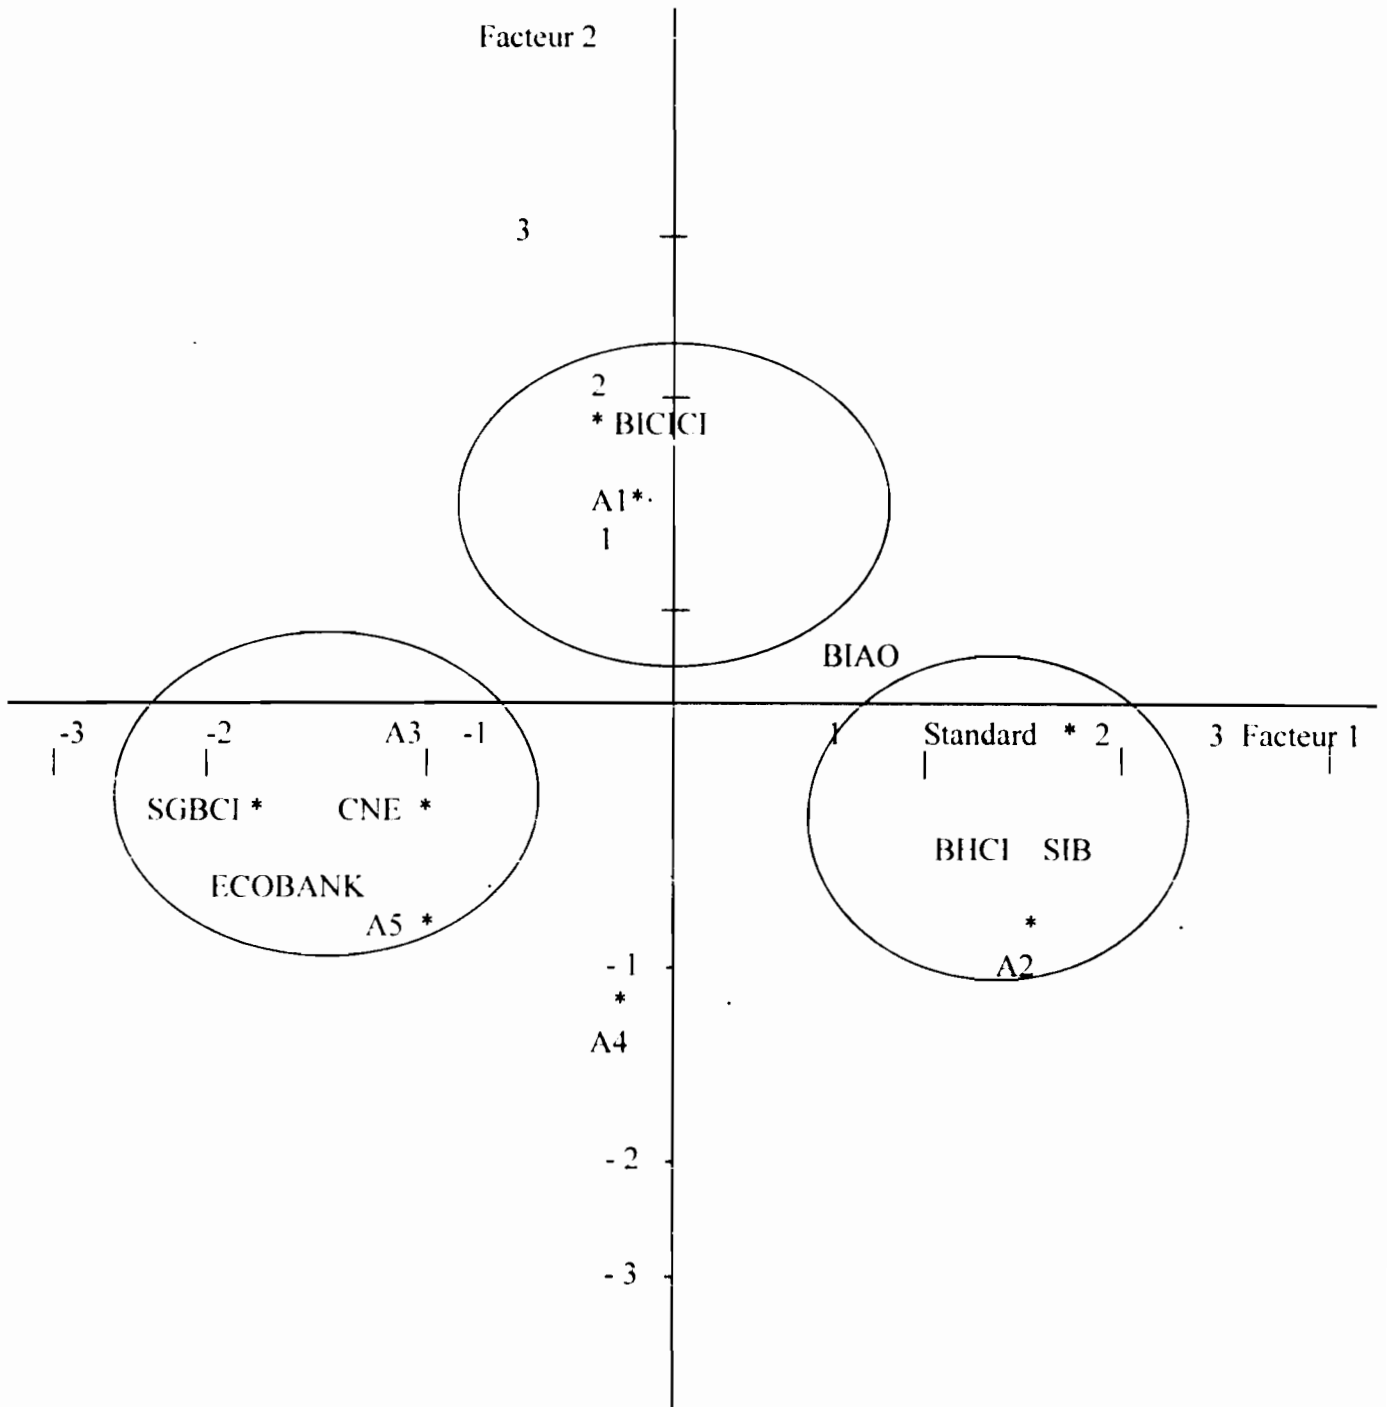 Facteur 2
3
2
* BICICI
A1*
1
BIAO
-3 -2 A3 -1 1 Standard * 2 3 Facteur 1
SGBCI * CNE *
BHCI SIB
ECOBANK
A5 * *
-1 A2
*
A4
-2
-3